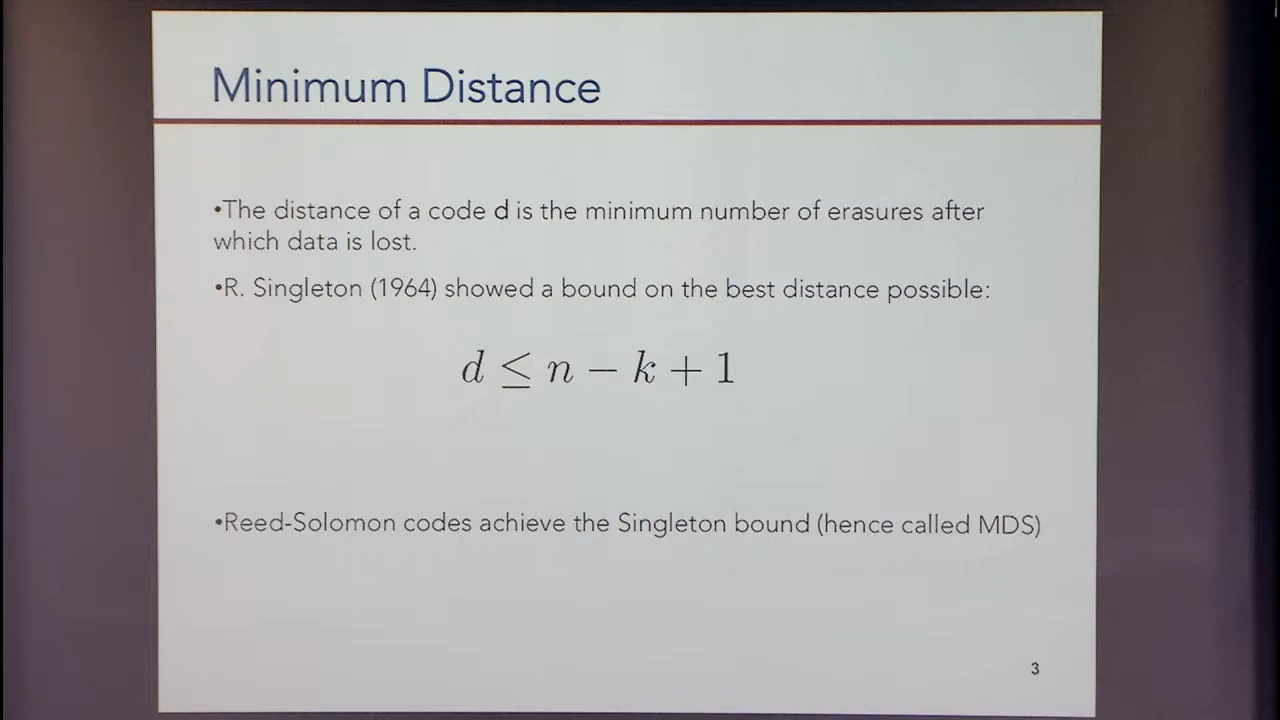 Minimum Distance
•The distance of a code d is the minimum number of erasures after
which data is lost.
•R. Singleton (1964) showed a bound on the best distance possible:
d ≤ n − k + 1
•Reed-Solomon codes achieve the Singleton bound (hence called MDS)
3